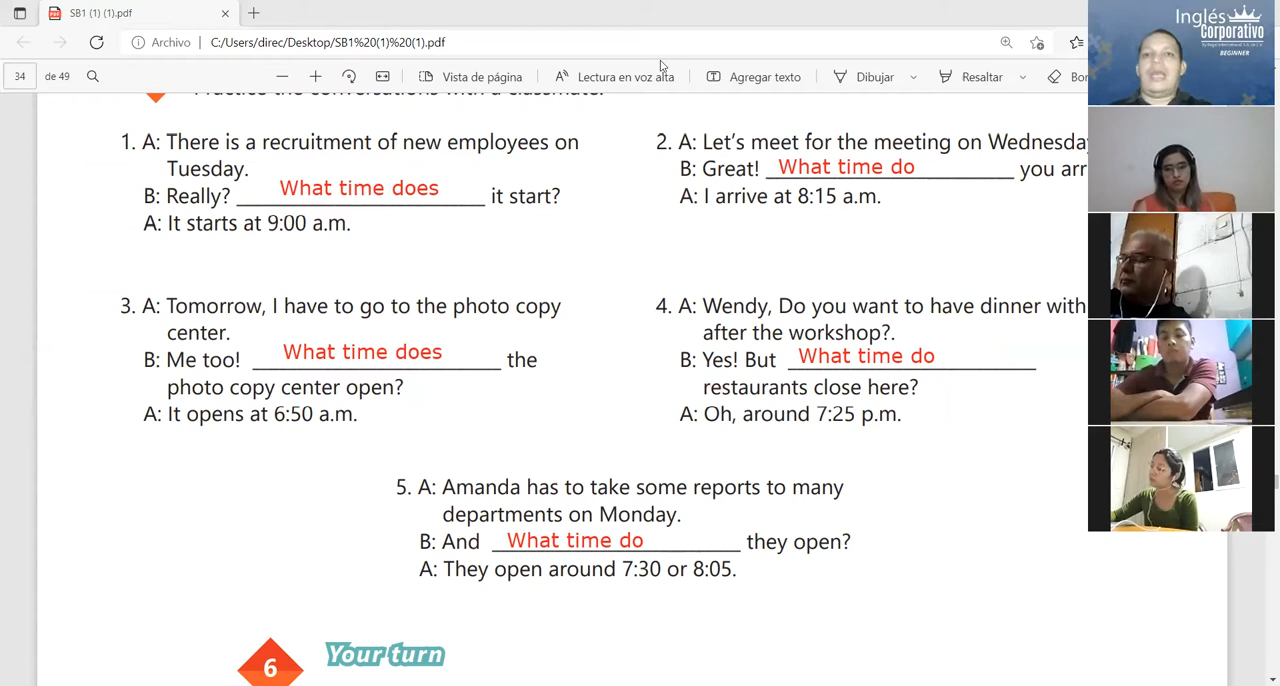 SB1 (1) (1).pdf
Archivo
C:/Users/direc/Desktop/SB1%20(1)%20(1).pdf
34
de 49
Vista de página
Lectura en voz alta
Agregar texto
Dibujar
Resaltar
Bor
Practice the conversations with a classmate.
1. A: There is a recruitment of new employees on
Tuesday.
B: Really? What time does it start?
A: It starts at 9:00 a.m.
2. A: Let's meet for the meeting on Wednesda
B: Great! What time do you arr
A: I arrive at 8:15 a.m.
3. A: Tomorrow, I have to go to the photo copy
center.
B: Me too! What time does the
photo copy center open?
A: It opens at 6:50 a.m.
4. A: Wendy, Do you want to have dinner with
after the workshop?.
B: Yes! But What time do
restaurants close here?
A: Oh, around 7:25 p.m.
5. A: Amanda has to take some reports to many
departments on Monday.
B: And What time do they open?
A: They open around 7:30 or 8:05.
6
Your turn
Inglés
Corporativo
BEGINNER